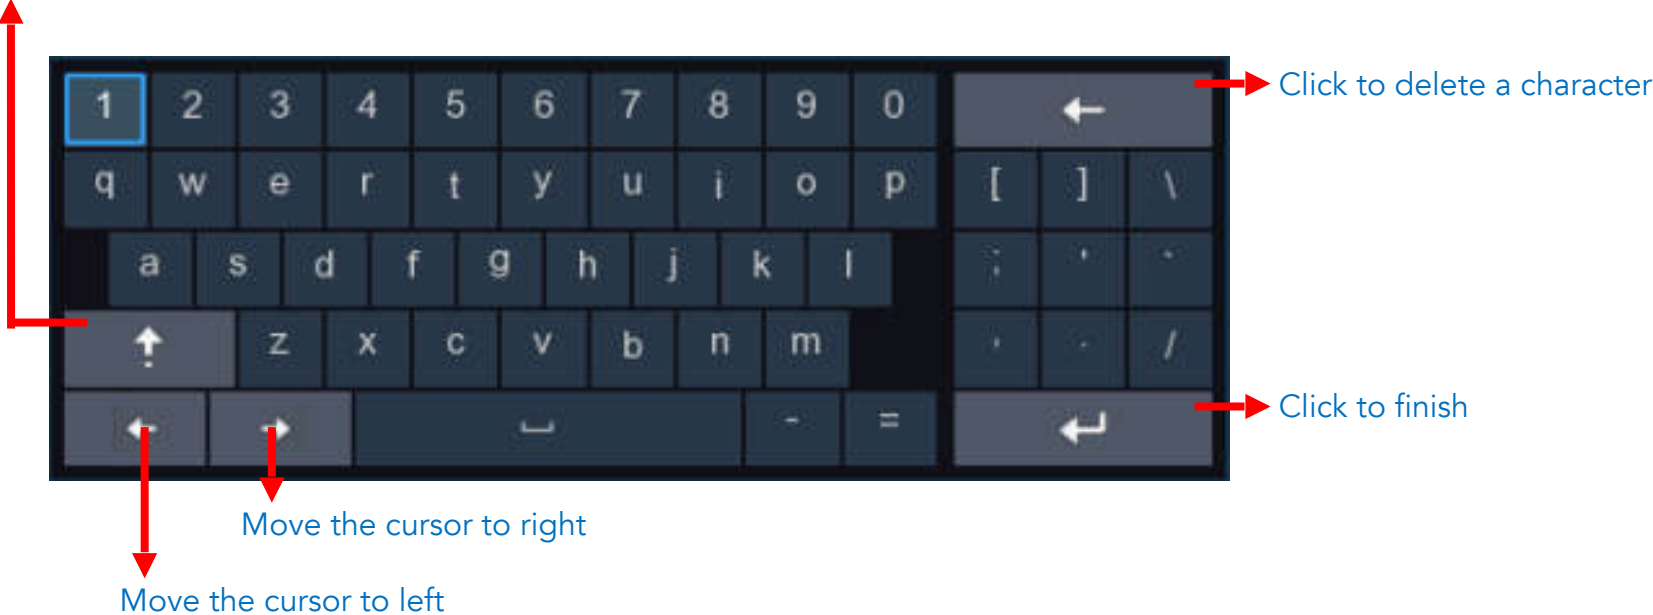 1 2 3 4 5 6 7 8 9 0
Click to delete a character
q w e r t y u i o p [ ] \
a s d f g h j k l ; ' `
z x c v b n m , . /
- =
Click to finish
Move the cursor to right
Move the cursor to left